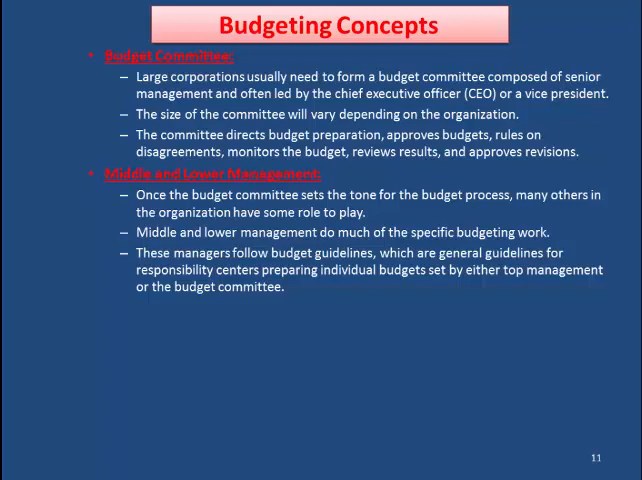 Budgeting Concepts
• Budget Committee:
– Large corporations usually need to form a budget committee composed of senior
management and often led by the chief executive officer (CEO) or a vice president.
– The size of the committee will vary depending on the organization.
– The committee directs budget preparation, approves budgets, rules on
disagreements, monitors the budget, reviews results, and approves revisions.
• Middle and Lower Management:
– Once the budget committee sets the tone for the budget process, many others in
the organization have some role to play.
– Middle and lower management do much of the specific budgeting work.
– These managers follow budget guidelines, which are general guidelines for
responsibility centers preparing individual budgets set by either top management
or the budget committee.
11